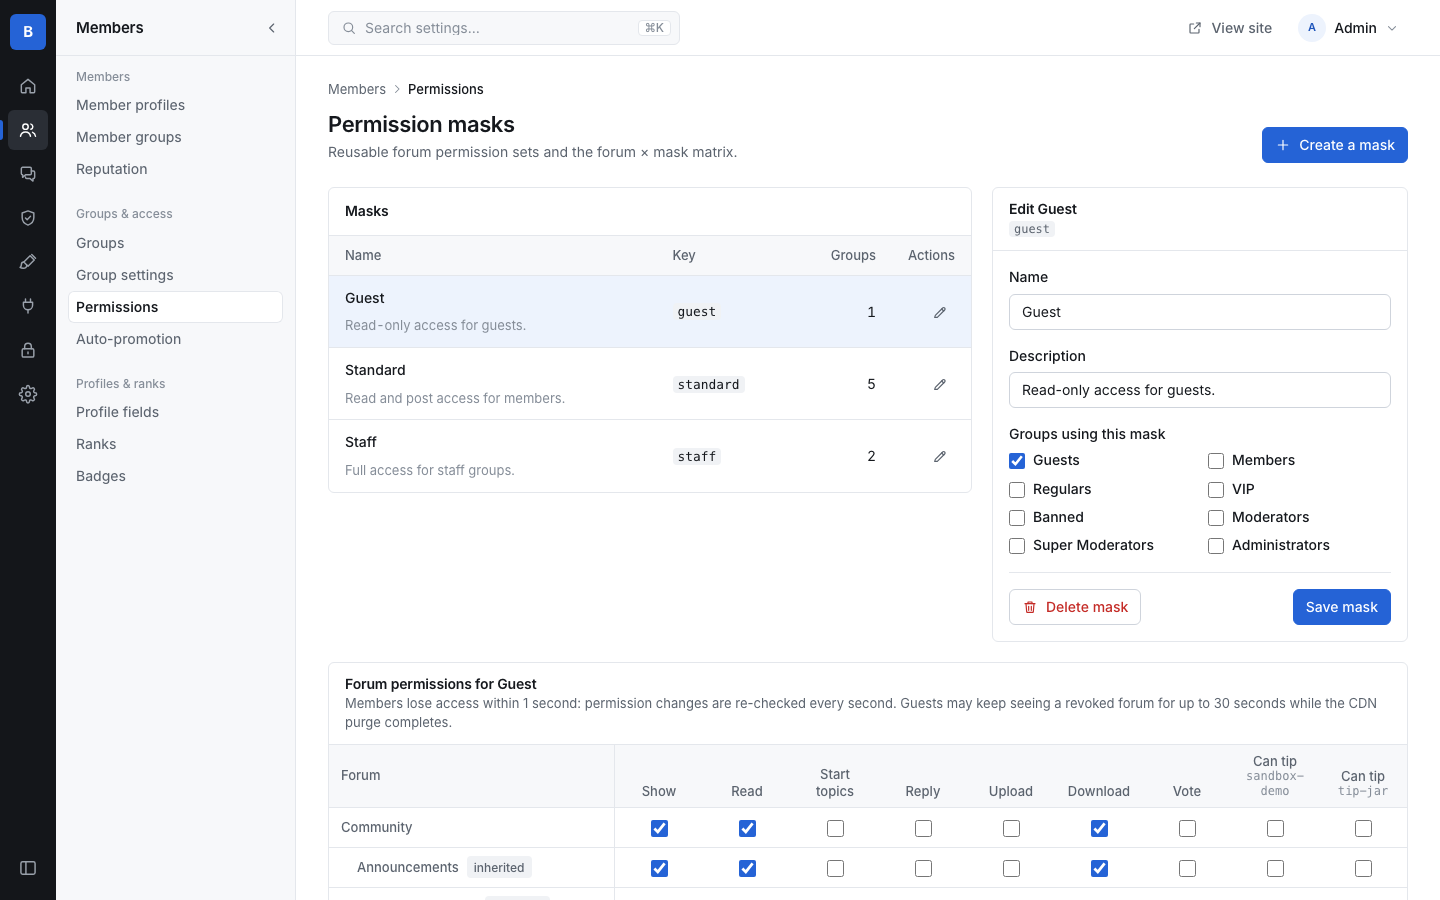 B
Members
Search settings...
⌘K
View site
A
Admin
Members
Member profiles
Member groups
Reputation
Groups & access
Groups
Group settings
Permissions
Auto-promotion
Profiles & ranks
Profile fields
Ranks
Badges
Members
Permissions
Permission masks
Reusable forum permission sets and the forum × mask matrix.
Create a mask
Masks
Name Key Groups Actions
Guest
Read-only access for guests.
guest 1
Standard
Read and post access for members.
standard 5
Staff
Full access for staff groups.
staff 2
Edit Guest
guest
Name
Guest
Description
Read-only access for guests.
Groups using this mask
Guests Members
Regulars VIP
Banned Moderators
Super Moderators Administrators
Delete mask Save mask
Forum permissions for Guest
Members lose access within 1 second: permission changes are re-checked every second. Guests may keep seeing a revoked forum for up to 30 seconds while the CDN
purge completes.
Forum
Show
Read
Start
topics
Reply
Upload
Download
Vote
Can tip
sandbox-
demo
Can tip
tip-jar
Community
Announcements inherited